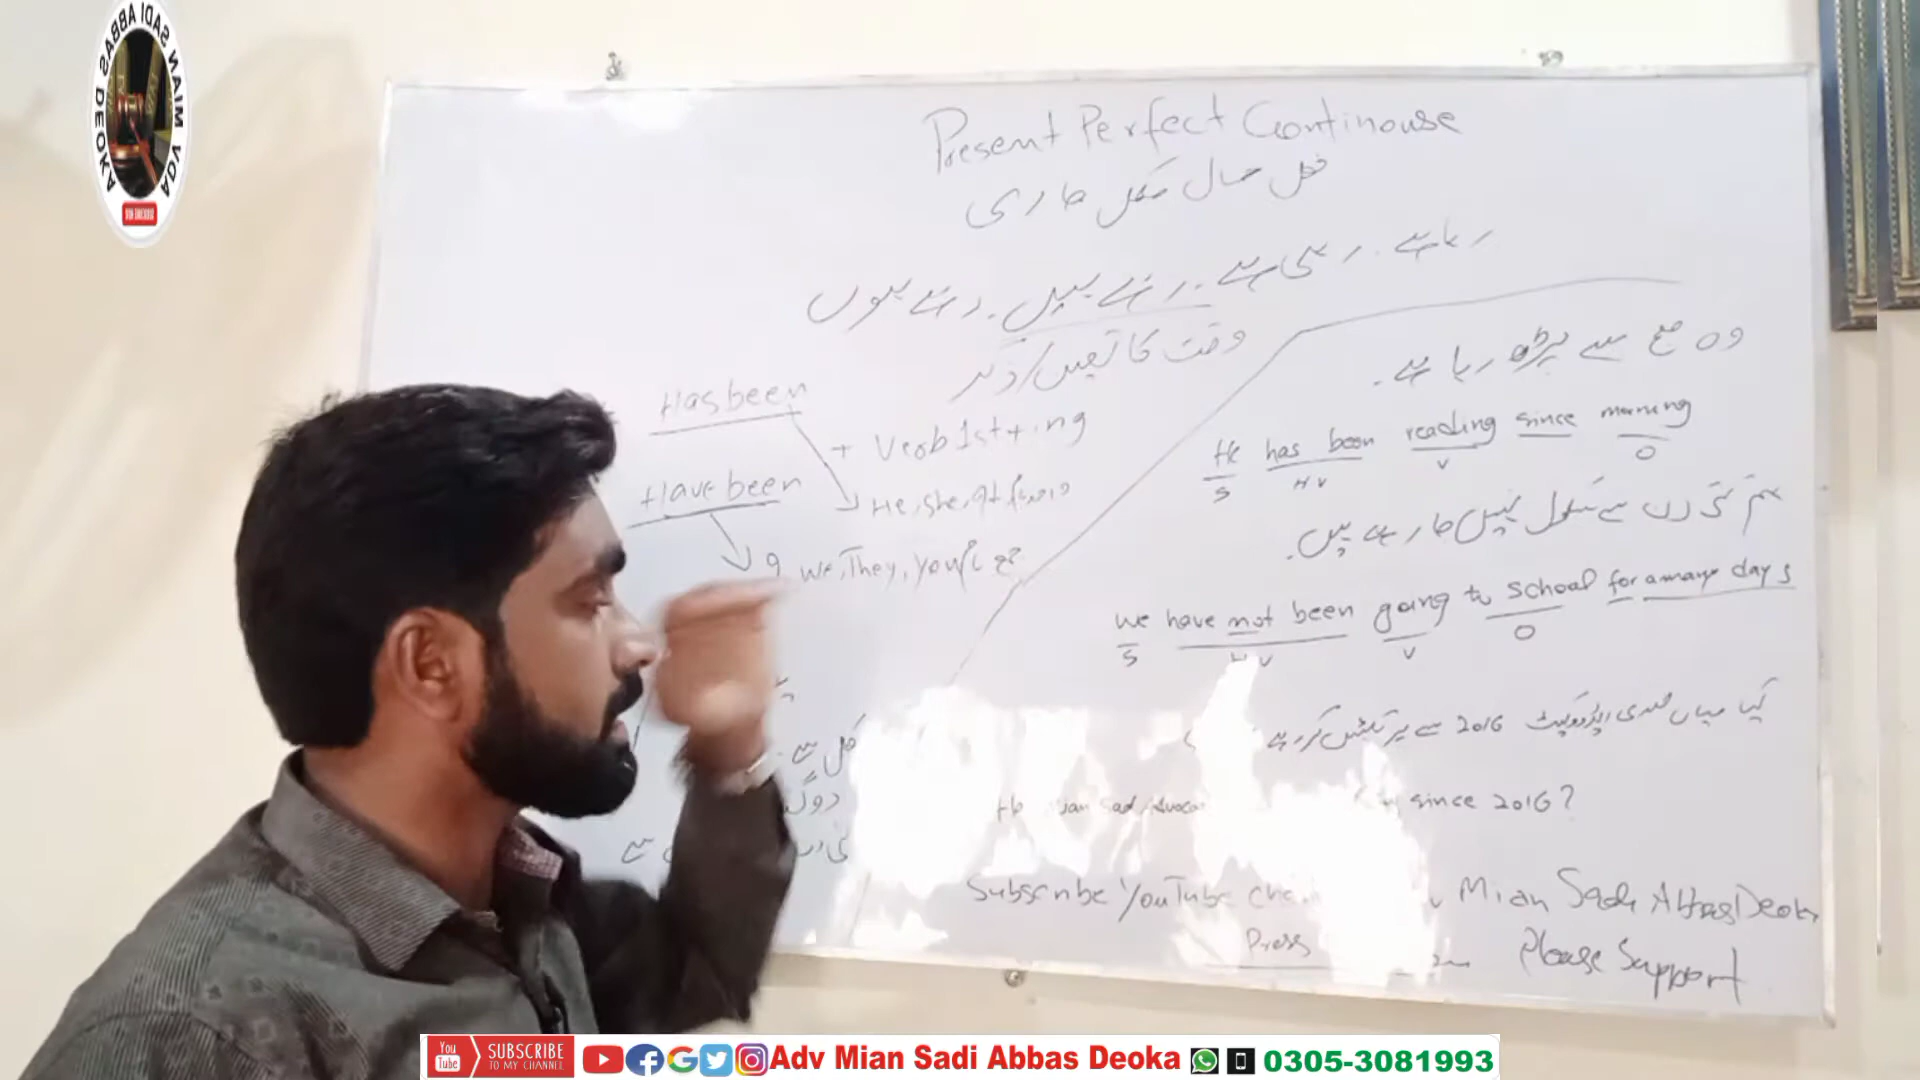 ADV MIAN SADI ABBAS DEOKA
Present Perfect Continouse
فعل حال مکمل جاری
رہا ہے۔ رہی ہے۔ رہے ہیں۔ رہے ہوں
وقت کا تعین/ذکر
Has been
+ Verb 1st + ing
Have been
He, She, It
We, They, You
وہ صبح سے پڑھ رہا ہے۔
He has been reading since morning
S HV V O
ہم کئی دن سے سکول نہیں جا رہے ہیں۔
We have not been going to school for a many days
S HV V O
کیا میاں سعدی ایڈووکیٹ 2016 سے پریکٹس کر رہے
since 2016?
Subscribe YouTube Mian Sadi Abbas Deoka
Press Please Support
You Tube SUBSCRIBE TO MY CHANNEL Adv Mian Sadi Abbas Deoka 0305-3081993